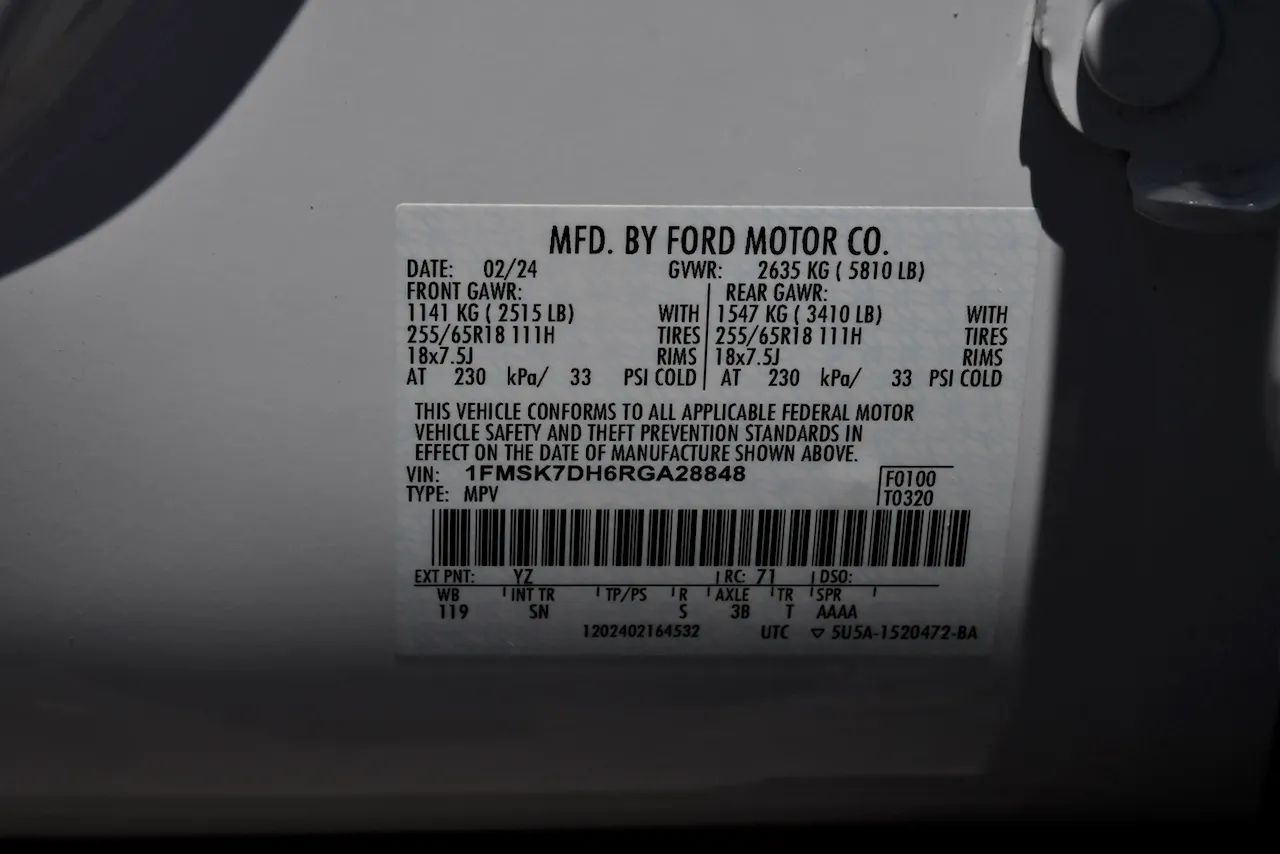 MFD. BY FORD MOTOR CO.
DATE: 02/24 GVWR: 2635 KG ( 5810 LB)
FRONT GAWR: REAR GAWR:
1141 KG ( 2515 LB) WITH 1547 KG ( 3410 LB) WITH
255/65R18 111H TIRES 255/65R18 111H TIRES
18x7.5J RIMS 18x7.5J RIMS
AT 230 kPa/ 33 PSI COLD AT 230 kPa/ 33 PSI COLD
THIS VEHICLE CONFORMS TO ALL APPLICABLE FEDERAL MOTOR
VEHICLE SAFETY AND THEFT PREVENTION STANDARDS IN
EFFECT ON THE DATE OF MANUFACTURE SHOWN ABOVE.
VIN: 1FMSK7DH6RGA28848 F0100
TYPE: MPV T0320
EXT PNT: YZ RC: 71 DSO:
WB INT TR TP/PS R AXLE TR SPR
119 SN S 3B T AAAA
1202402164532 UTC ▽ 5U5A-1520472-BA